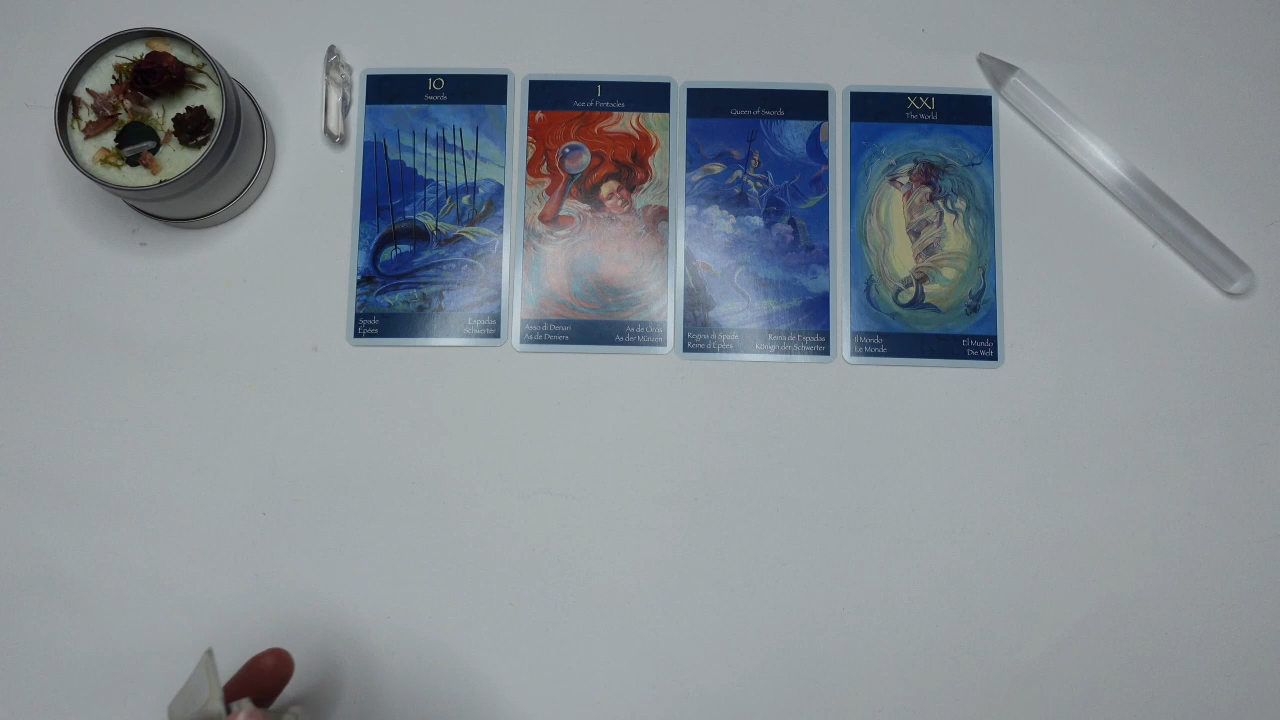 10
Swords
Spade
Épées
Espadas
Schwerter
I
Ace of Pentacles
Asso di Denari
As de Deniers
As de Oros
As der Münzen
Queen of Swords
Regina di Spade
Reine d'Épées
Reina de Espadas
Königin der Schwerter
XXI
The World
Il Mondo
Le Monde
El Mundo
Die Welt